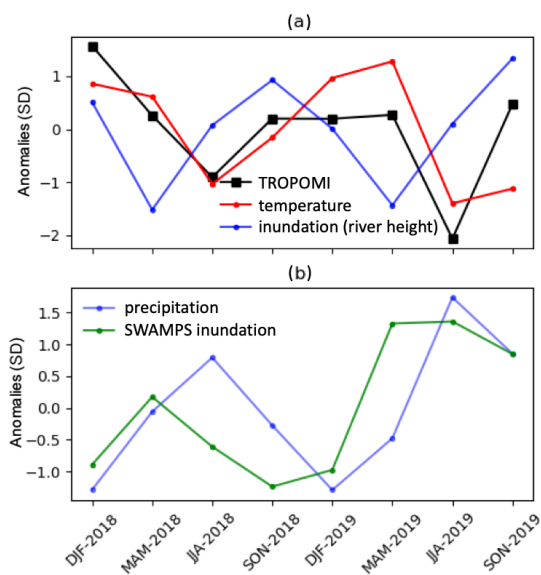 (a)
Anomalies (SD)
1
0
−1
−2
TROPOMI
temperature
inundation (river height)
(b)
Anomalies (SD)
1.5
1.0
0.5
0.0
−0.5
−1.0
precipitation
SWAMPS inundation
DJF-2018
MAM-2018
JJA-2018
SON-2018
DJF-2019
MAM-2019
JJA-2019
SON-2019